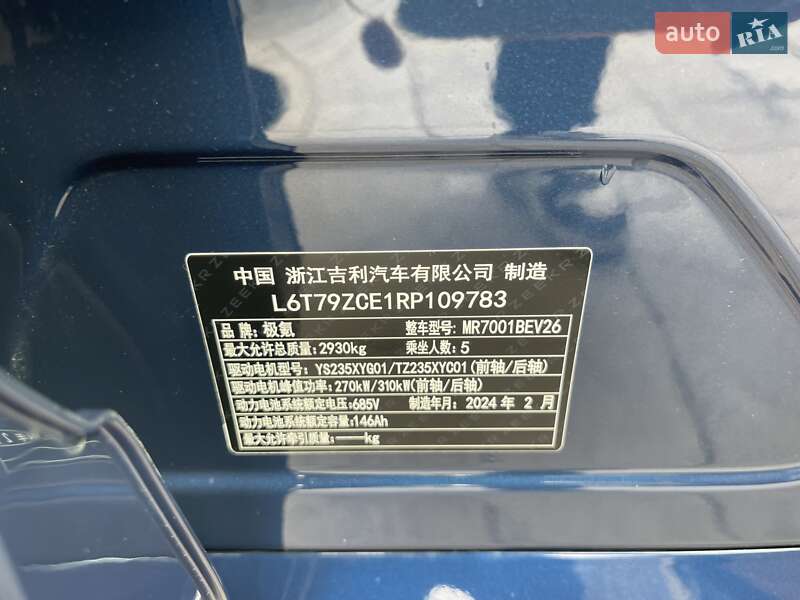 auto RIA.com
中国 浙江吉利汽车有限公司 制造
L6T79ZCE1RP109783
品 牌:极氪 整车型号:MR7001BEV26
最大允许总质量:2930kg 乘坐人数:5
驱动电机型号: YS235XYG01/TZ235XYC01(前轴/后轴)
驱动电机峰值功率:270kW/310kW(前轴/后轴)
动力电池系统额定电压:685V 制造年月:2024 年 2 月
动力电池系统额定容量:146Ah
最大允许牵引质量:——kg